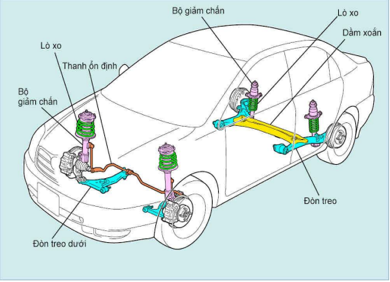 Bộ giảm chấn
Lò xo
Dầm xoắn
Lò xo
Thanh ổn định
Bộ
giảm chấn
Đòn treo
Đòn treo dưới